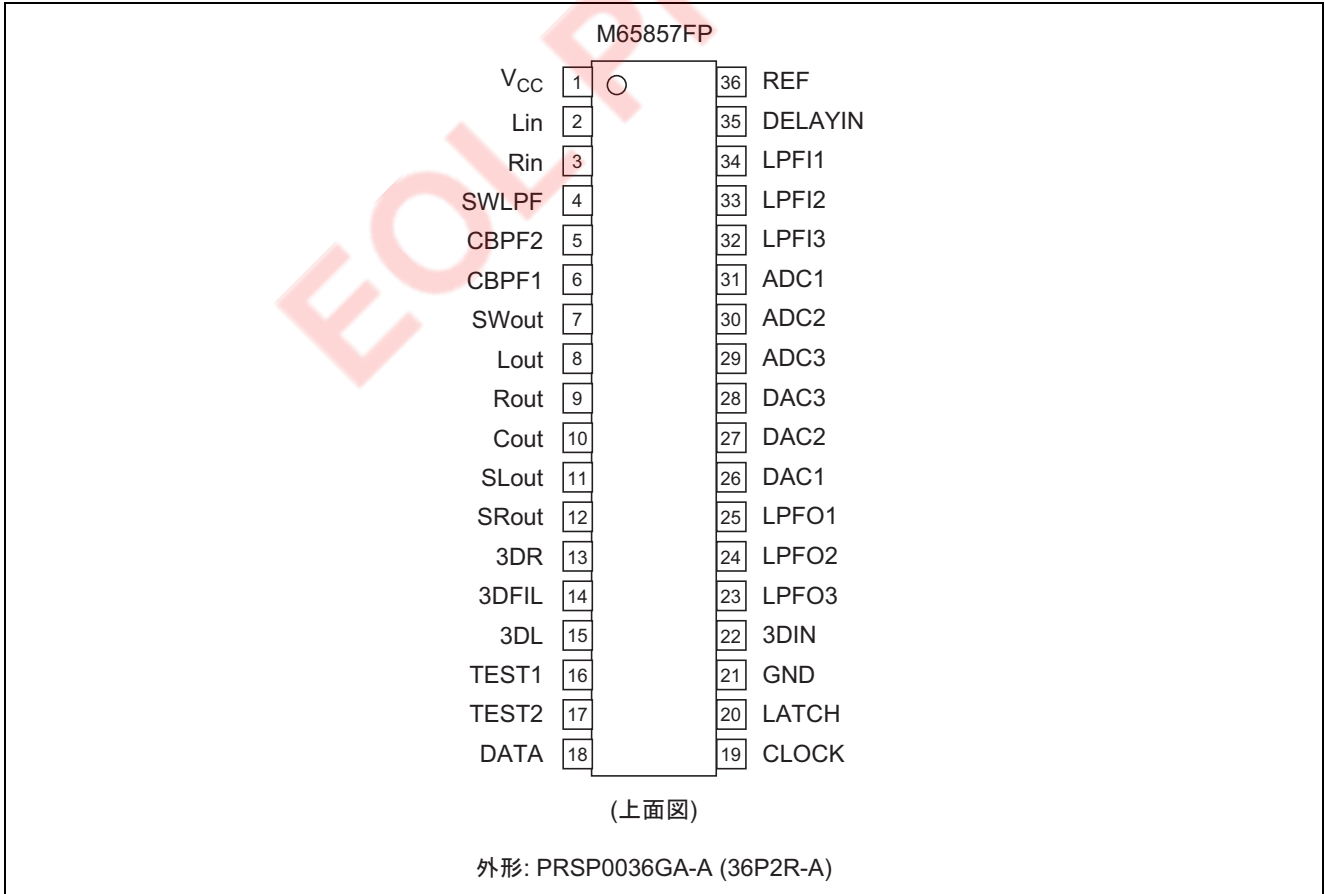 M65857FP
VCC 1 36 REF
Lin 2 35 DELAYIN
Rin 3 34 LPFI1
SWLPF 4 33 LPFI2
CBPF2 5 32 LPFI3
CBPF1 6 31 ADC1
SWout 7 30 ADC2
Lout 8 29 ADC3
Rout 9 28 DAC3
Cout 10 27 DAC2
SLout 11 26 DAC1
SRout 12 25 LPFO1
3DR 13 24 LPFO2
3DFIL 14 23 LPFO3
3DL 15 22 3DIN
TEST1 16 21 GND
TEST2 17 20 LATCH
DATA 18 19 CLOCK
(上面図)
外形: PRSP0036GA-A (36P2R-A)
EOL P